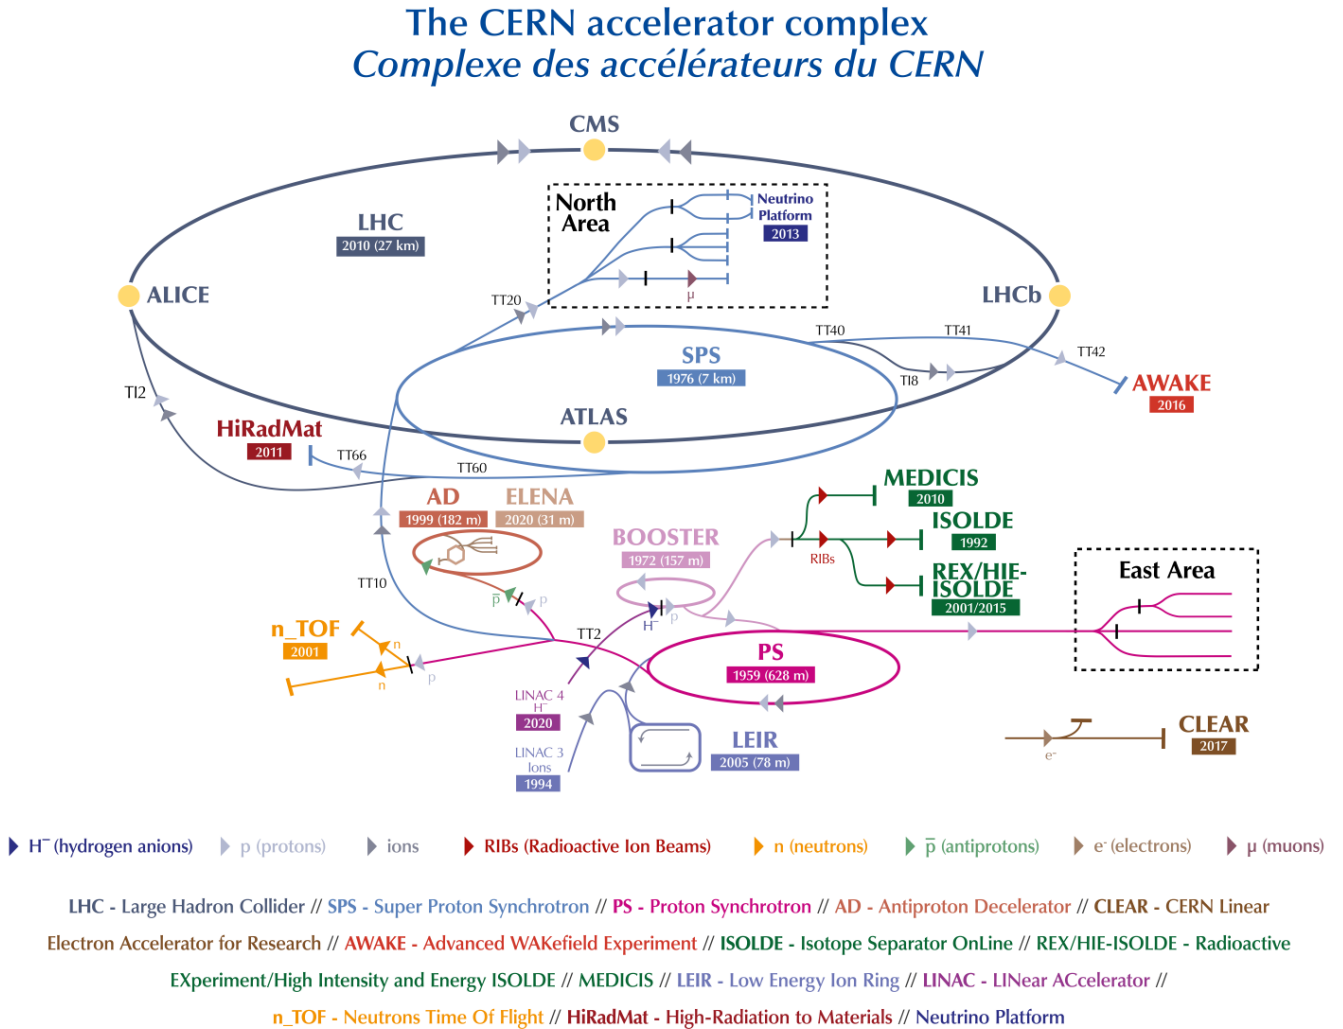 The CERN accelerator complex
Complexe des accélérateurs du CERN
CMS
North
Area
Neutrino
Platform
2013
LHC
2010 (27 km)
ALICE
LHCb
TT20
μ
SPS
1976 (7 km)
TT40
TT41
TT42
TI8
AWAKE
2016
TI2
ATLAS
HiRadMat
2011
TT66
TT60
AD
1999 (182 m)
ELENA
2020 (31 m)
TT10
p̅
p
BOOSTER
1972 (157 m)
H⁻
p
MEDICIS
2010
ISOLDE
1992
RIBs
REX/HIE-
ISOLDE
2001/2015
East Area
n_TOF
2001
n
n
p
TT2
PS
1959 (628 m)
LINAC 4
H⁻
2020
LINAC 3
Ions
1994
LEIR
2005 (78 m)
e⁻
CLEAR
2017
H⁻ (hydrogen anions)
p (protons)
ions
RIBs (Radioactive Ion Beams)
n (neutrons)
p̅ (antiprotons)
e⁻ (electrons)
μ (muons)
LHC - Large Hadron Collider // SPS - Super Proton Synchrotron // PS - Proton Synchrotron // AD - Antiproton Decelerator // CLEAR - CERN Linear
Electron Accelerator for Research // AWAKE - Advanced WAKefield Experiment // ISOLDE - Isotope Separator OnLine // REX/HIE-ISOLDE - Radioactive
EXperiment/High Intensity and Energy ISOLDE // MEDICIS // LEIR - Low Energy Ion Ring // LINAC - LINear ACcelerator //
n_TOF - Neutrons Time Of Flight // HiRadMat - High-Radiation to Materials // Neutrino Platform